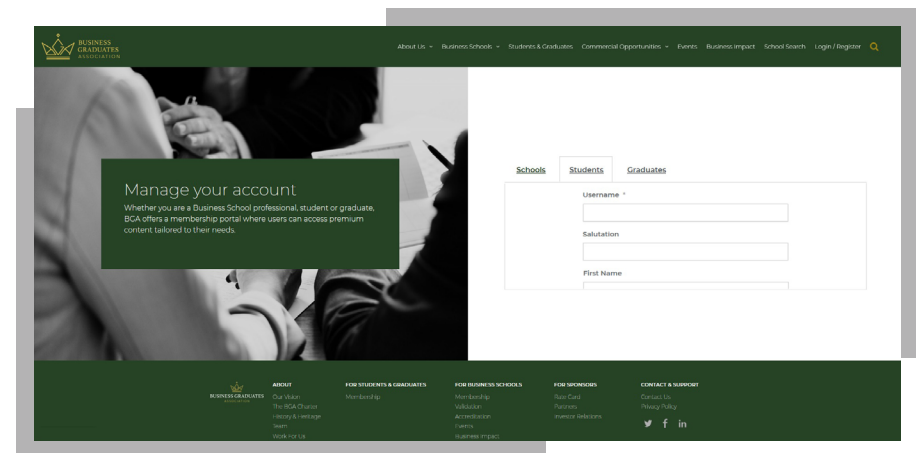 BUSINESS
GRADUATES
ASSOCIATION
About Us Business Schools Students & Graduates Commercial Opportunities Events Business Impact School Search Login / Register
Manage your account
Whether you are a Business School professional, student or graduate,
BGA offers a membership portal where users can access premium
content tailored to their needs.
Schools Students Graduates
Username *
Salutation
First Name
BUSINESS GRADUATES
ASSOCIATION
ABOUT
Our Vision
The BGA Charter
History & Heritage
Team
Work For Us
FOR STUDENTS & GRADUATES
Membership
FOR BUSINESS SCHOOLS
Membership
Validation
Accreditation
Events
Business Impact
FOR SPONSORS
Rate Card
Partners
Investor Relations
CONTACT & SUPPORT
Contact Us
Privacy Policy